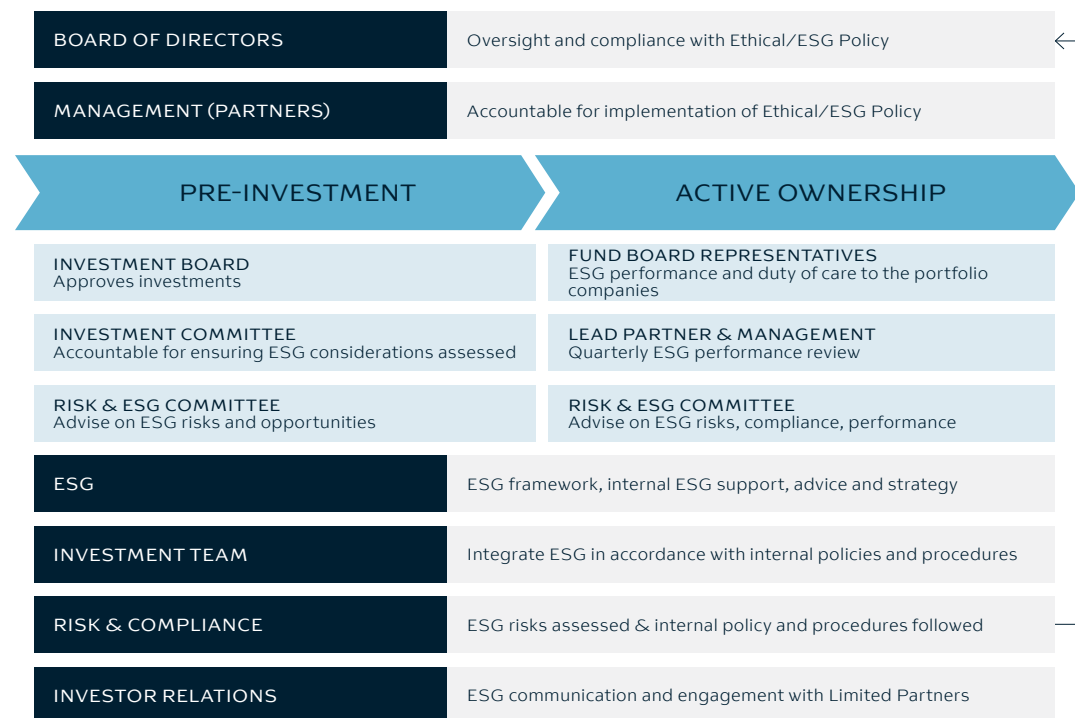 BOARD OF DIRECTORS
Oversight and compliance with Ethical/ESG Policy
MANAGEMENT (PARTNERS)
Accountable for implementation of Ethical/ESG Policy
PRE-INVESTMENT
ACTIVE OWNERSHIP
INVESTMENT BOARD
Approves investments
FUND BOARD REPRESENTATIVES
ESG performance and duty of care to the portfolio
companies
INVESTMENT COMMITTEE
Accountable for ensuring ESG considerations assessed
LEAD PARTNER & MANAGEMENT
Quarterly ESG performance review
RISK & ESG COMMITTEE
Advise on ESG risks and opportunities
RISK & ESG COMMITTEE
Advise on ESG risks, compliance, performance
ESG
ESG framework, internal ESG support, advice and strategy
INVESTMENT TEAM
Integrate ESG in accordance with internal policies and procedures
RISK & COMPLIANCE
ESG risks assessed & internal policy and procedures followed
INVESTOR RELATIONS
ESG communication and engagement with Limited Partners